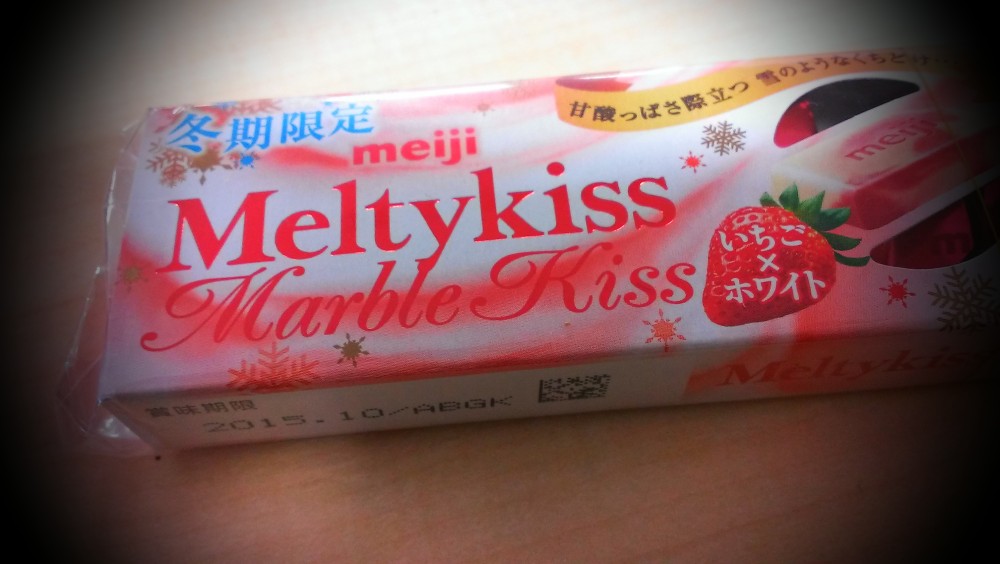 冬期限定
meiji
Meltykiss
Marble Kiss
甘酸っぱさ際立つ 雪のようなくちどけ
meiji
いちご
×
ホワイト
賞味期限
2015.10/ABGK
Meltykiss